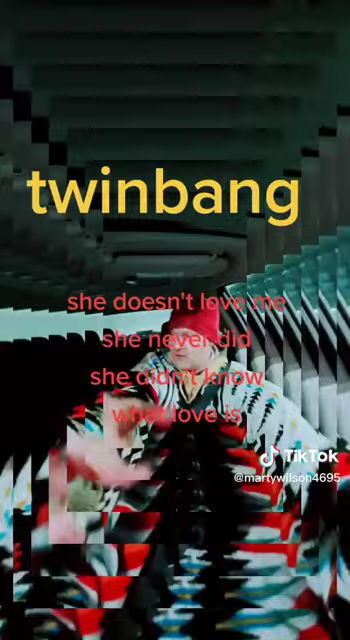 twinbang
she doesn't love me
she never did
she didn't know
what love is
TikTok
@martywilson4695